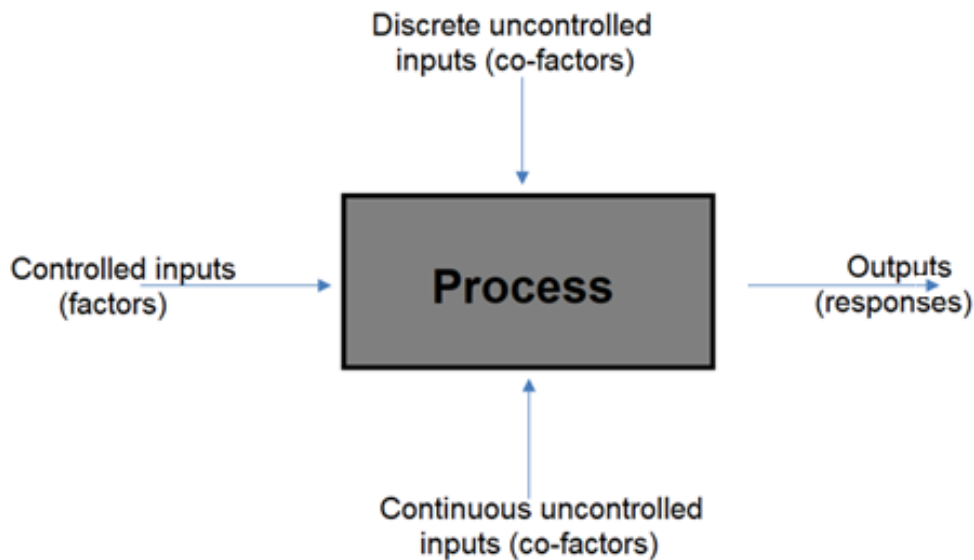 Discrete uncontrolled
inputs (co-factors)
Controlled inputs
(factors)
Process
Outputs
(responses)
Continuous uncontrolled
inputs (co-factors)